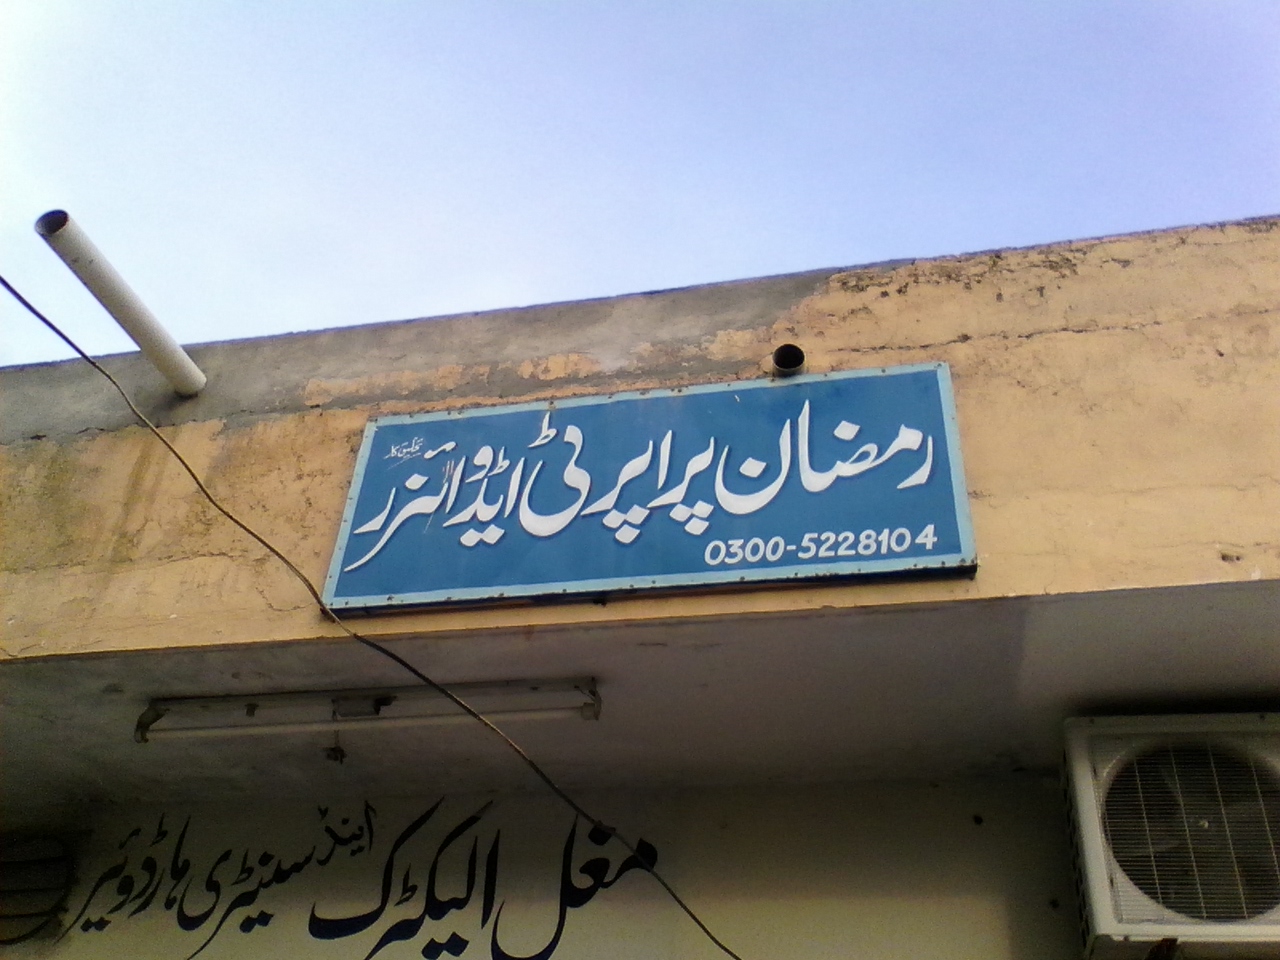 رمضان پراپرٹی ایڈوائزر
0300-5228104
مغل الیکٹرک اینڈ سینیٹری ہارڈویئر